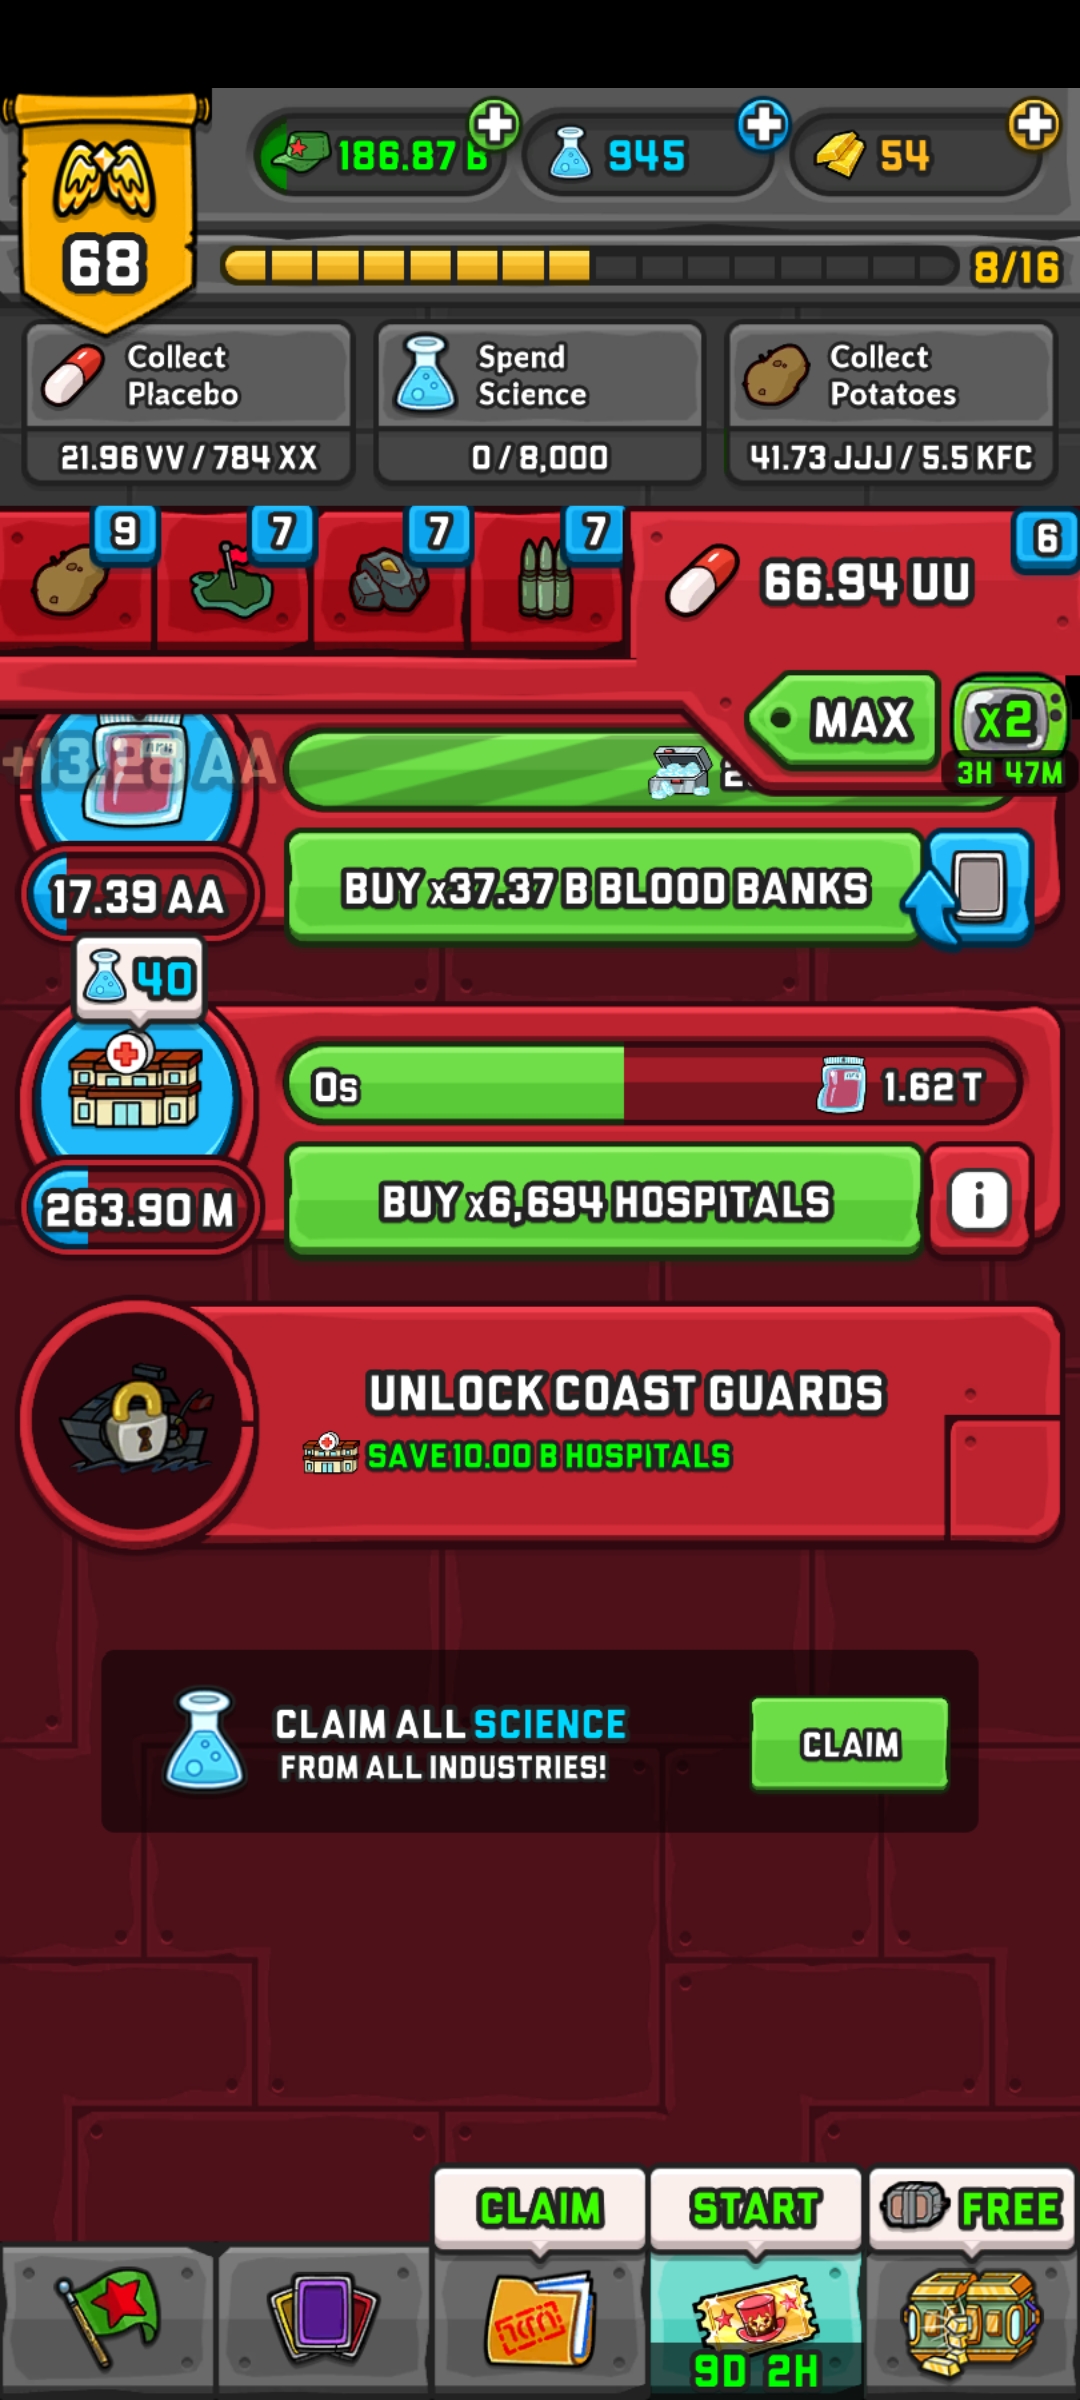 186.87 B
945
54
68
8/16
Collect
Placebo
21.96 VV / 784 XX
Spend
Science
0 / 8,000
Collect
Potatoes
41.73 JJJ / 5.5 KFC
9
7
7
7
6
66.94 UU
MAX
x2
3H 47M
+13.28 AA
17.39 AA
BUY x37.37 B BLOOD BANKS
40
0s
1.62 T
263.90 M
BUY x6,694 HOSPITALS
i
UNLOCK COAST GUARDS
SAVE 10.00 B HOSPITALS
CLAIM ALL SCIENCE
FROM ALL INDUSTRIES!
CLAIM
CLAIM
START
FREE
9D 2H